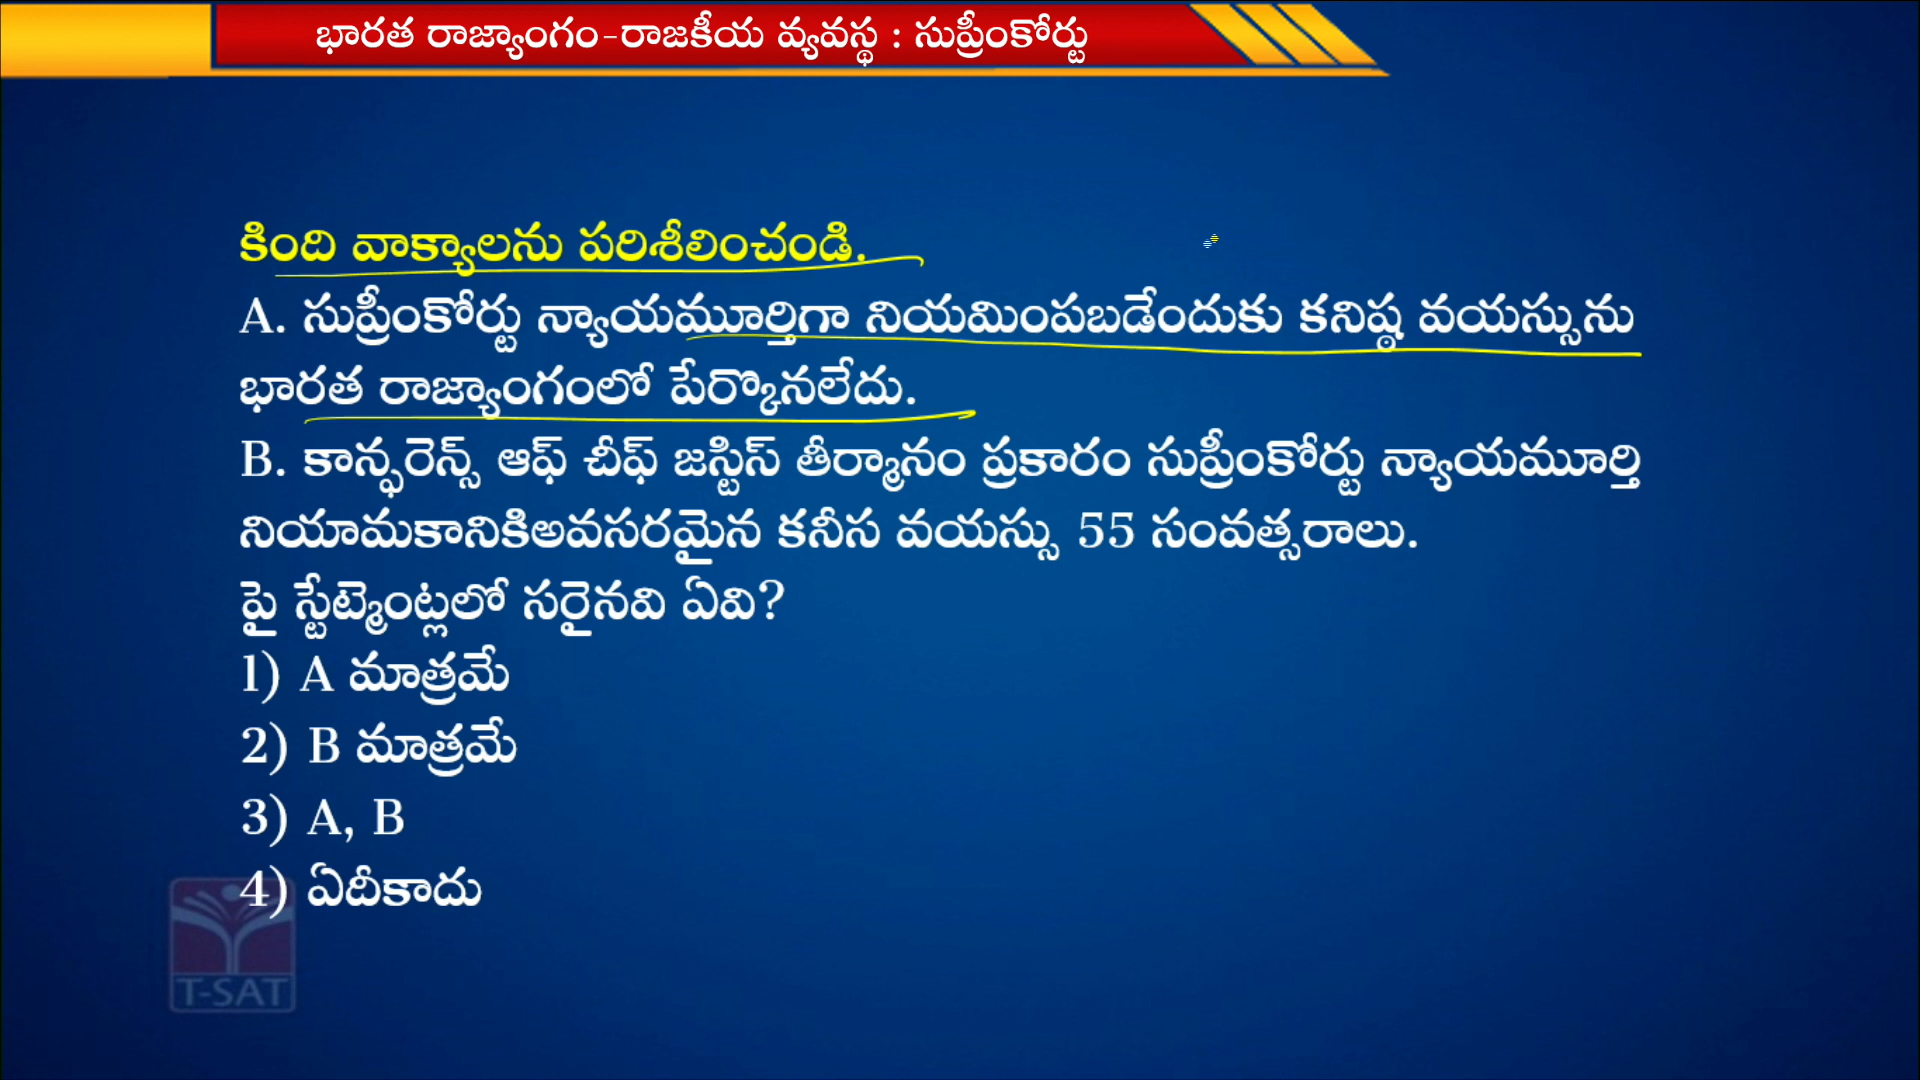 భారత రాజ్యాంగం-రాజకీయ వ్యవస్థ : సుప్రీంకోర్టు
కింది వాక్యాలను పరిశీలించండి.
A. సుప్రీంకోర్టు న్యాయమూర్తిగా నియమింపబడేందుకు కనిష్ఠ వయస్సును
భారత రాజ్యాంగంలో పేర్కొనలేదు.
B. కాన్ఫరెన్స్ ఆఫ్ చీఫ్ జస్టిస్ తీర్మానం ప్రకారం సుప్రీంకోర్టు న్యాయమూర్తి
నియామకానికిఅవసరమైన కనీస వయస్సు 55 సంవత్సరాలు.
పై స్టేట్మెంట్లలో సరైనవి ఏవి?
1) A మాత్రమే
2) B మాత్రమే
3) A, B
4) ఏదీకాదు
T-SAT